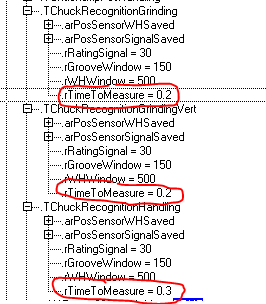 .TChuckRecognitionGrinding
.arPosSensorWHSaved
.arPosSensorSignalSaved
.rRatingSignal = 30
.rGrooveWindow = 150
.rWHWindow = 500
.rTimeToMeasure = 0.2
.TChuckRecognitionGrindingVert
.arPosSensorWHSaved
.arPosSensorSignalSaved
.rRatingSignal = 30
.rGrooveWindow = 150
.rWHWindow = 500
.rTimeToMeasure = 0.2
.TChuckRecognitionHandling
.arPosSensorWHSaved
.arPosSensorSignalSaved
.rRatingSignal = 30
.rGrooveWindow = 150
.rWHWindow = 500
.rTimeToMeasure = 0.3